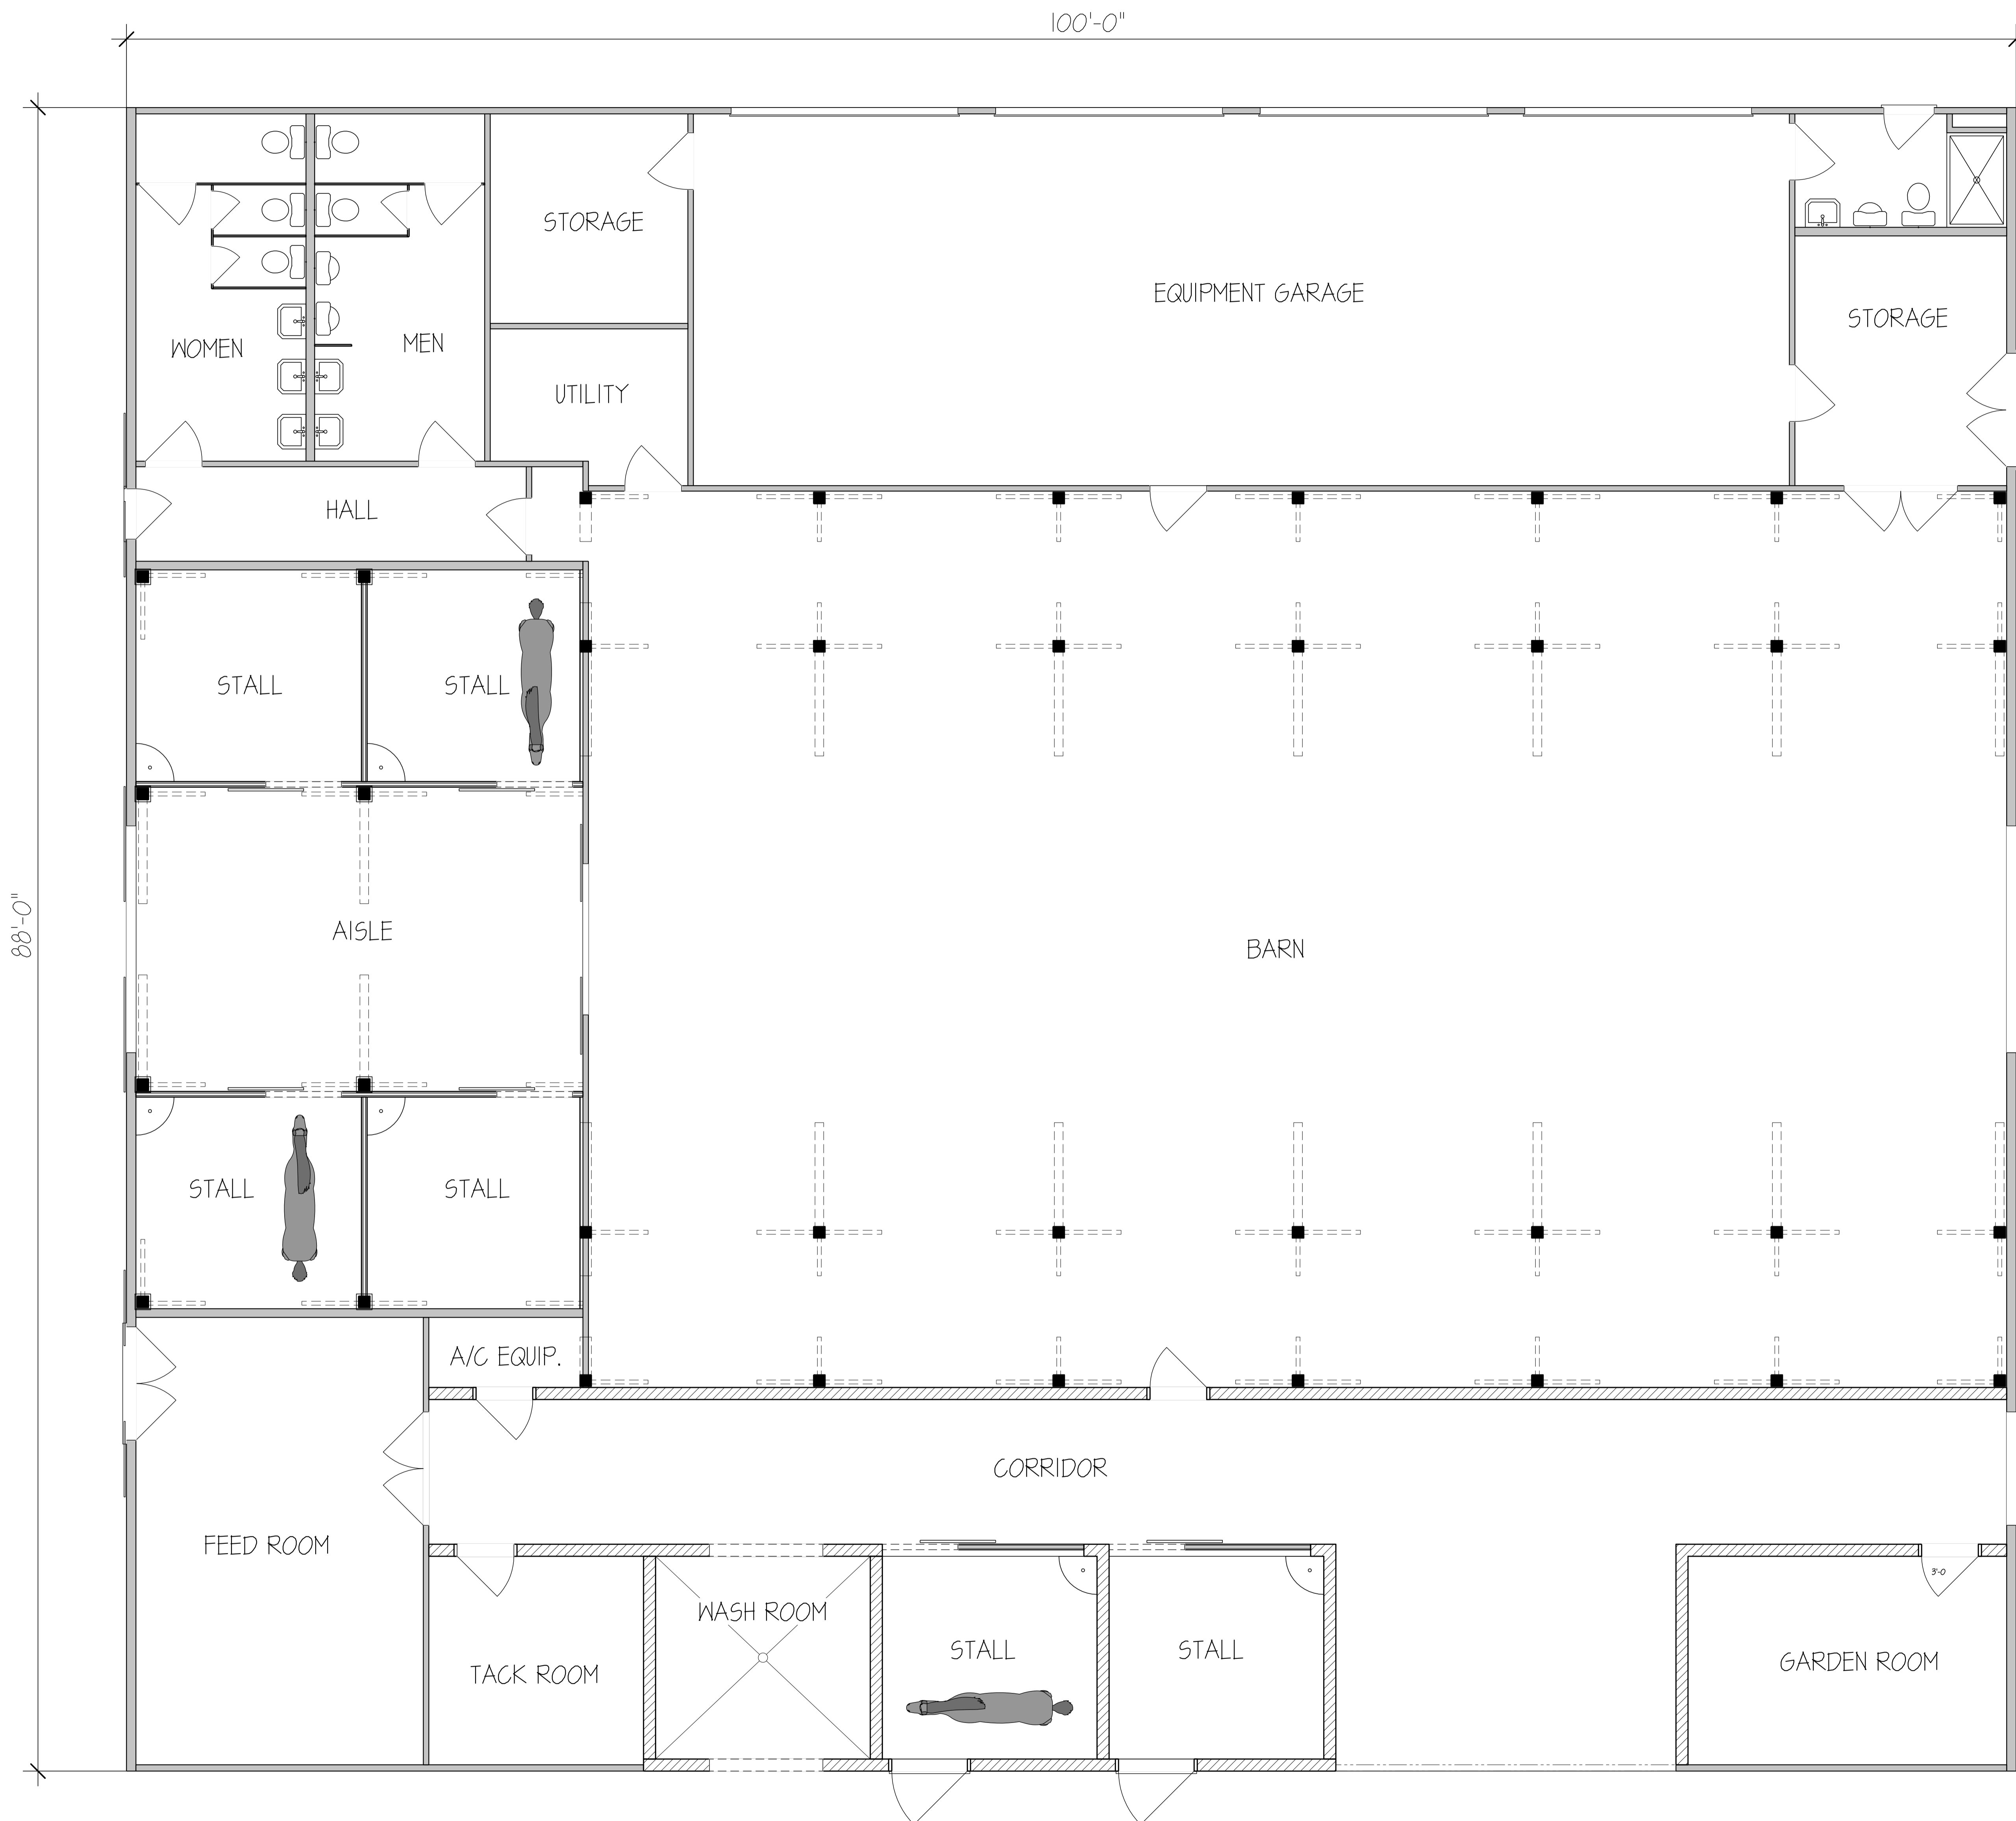 100'-0"
STORAGE
EQUIPMENT GARAGE
STORAGE
WOMEN
MEN
UTILITY
HALL
STALL
STALL
88'-0"
AISLE
BARN
STALL
STALL
A/C EQUIP.
CORRIDOR
FEED ROOM
3'-0
WASH ROOM
STALL
STALL
TACK ROOM
GARDEN ROOM